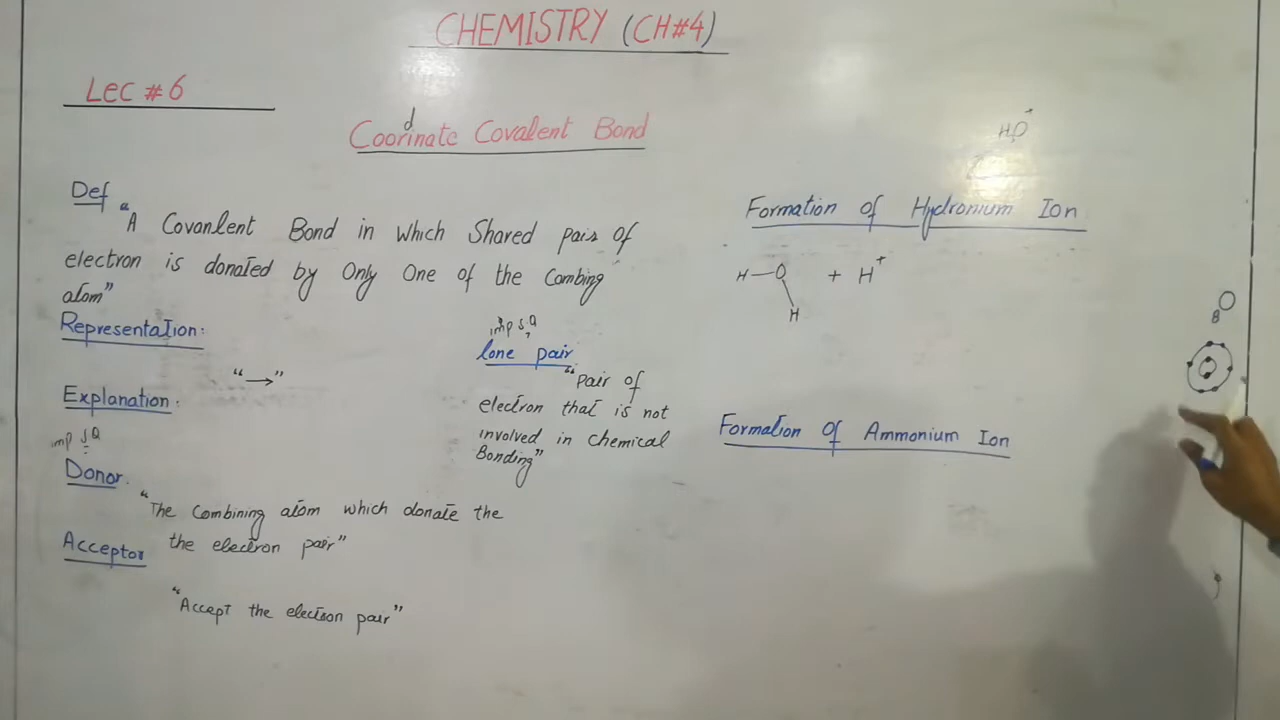 CHEMISTRY (CH#4)
Lec #6
Coordinate Covalent Bond
Def
"A Covanlent Bond in which Shared pair of
electron is donated by Only One of the Combing
atom"
Representation:
"→"
Explanation:
imp S.Q
Donor.
"The Combining atom which donate the
the electron pair"
Acceptor
"Accept the electron pair"
imp S.Q
lone pair
"pair of
electron that is not
involved in chemical
Bonding"
Formation of Hydronium Ion
H—O + H+
H
Formation Of Ammonium Ion
8O